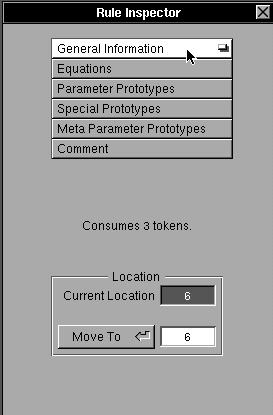 Rule Inspector
General Information
Equations
Parameter Prototypes
Special Prototypes
Meta Parameter Prototypes
Comment
Consumes 3 tokens.
Location
Current Location 6
Move To 6